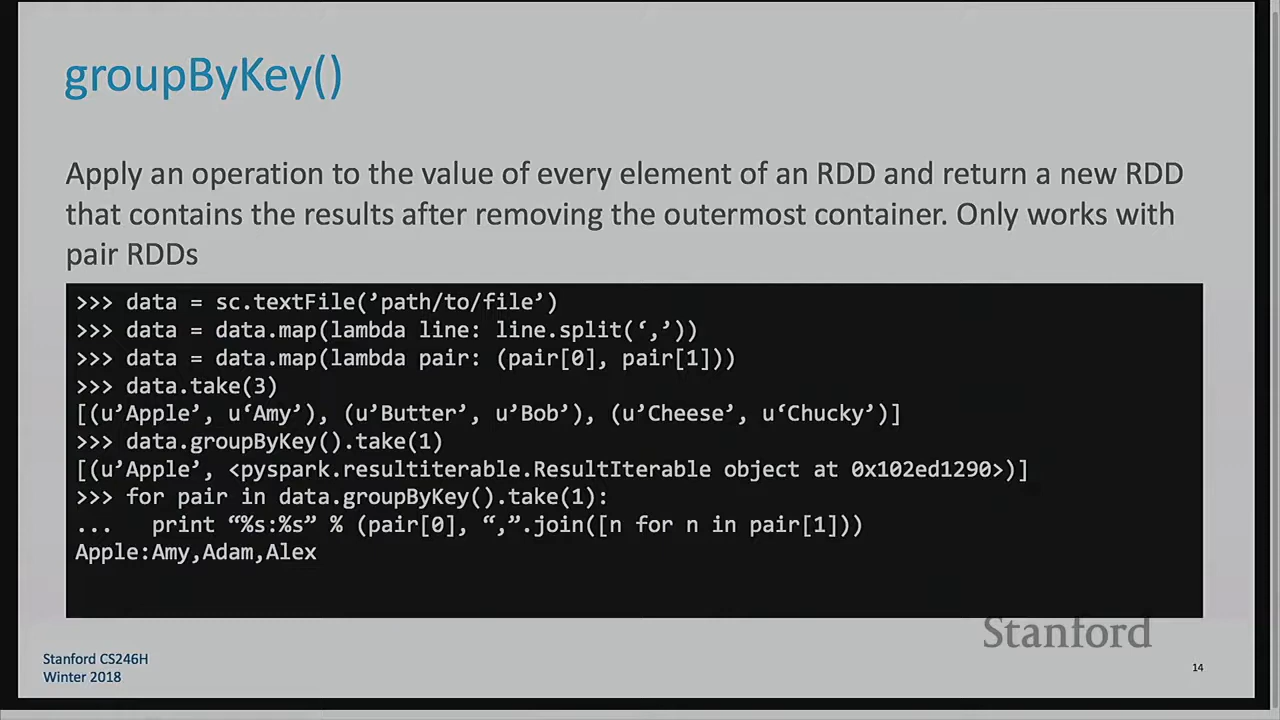 groupByKey()
Apply an operation to the value of every element of an RDD and return a new RDD
that contains the results after removing the outermost container. Only works with
pair RDDs
>>> data = sc.textFile(’path/to/file’)
>>> data = data.map(lambda line: line.split(‘,’))
>>> data = data.map(lambda pair: (pair[0], pair[1]))
>>> data.take(3)
[(u’Apple’, u‘Amy’), (u’Butter’, u’Bob’), (u’Cheese’, u‘Chucky’)]
>>> data.groupByKey().take(1)
[(u’Apple’, <pyspark.resultiterable.ResultIterable object at 0x102ed1290>)]
>>> for pair in data.groupByKey().take(1):
...   print “%s:%s” % (pair[0], “,”.join([n for n in pair[1]))
Apple:Amy,Adam,Alex
Stanford
Stanford CS246H
Winter 2018
14